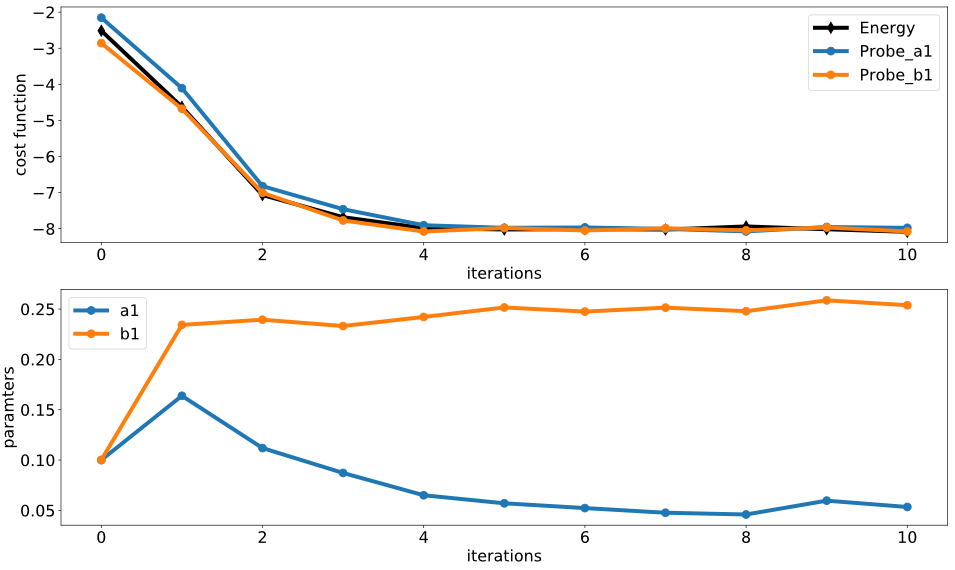 −2
−3
−4
−5
−6
−7
−8
cost function
Energy
Probe_a1
Probe_b1
0 2 4 6 8 10
iterations
0.25
0.20
0.15
0.10
0.05
paramters
a1
b1
0 2 4 6 8 10
iterations